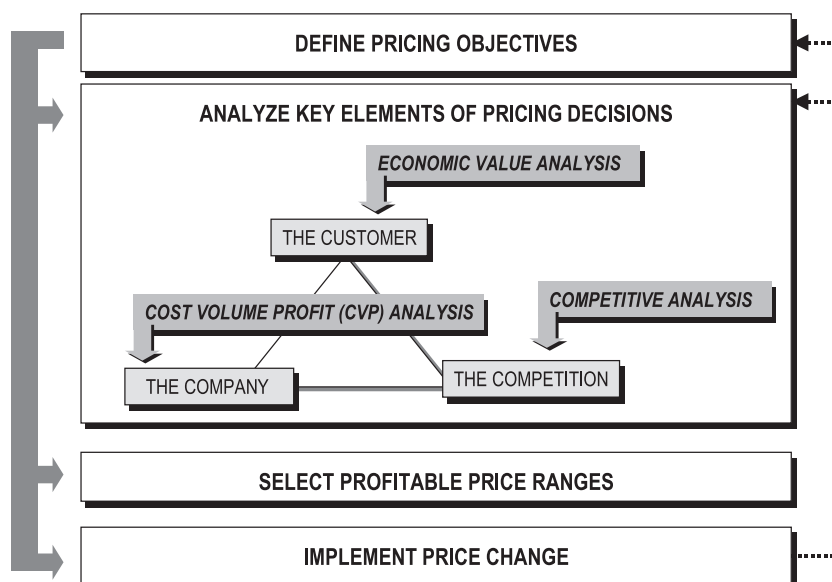 DEFINE PRICING OBJECTIVES
ANALYZE KEY ELEMENTS OF PRICING DECISIONS
ECONOMIC VALUE ANALYSIS
THE CUSTOMER
COST VOLUME PROFIT (CVP) ANALYSIS
COMPETITIVE ANALYSIS
THE COMPANY
THE COMPETITION
SELECT PROFITABLE PRICE RANGES
IMPLEMENT PRICE CHANGE